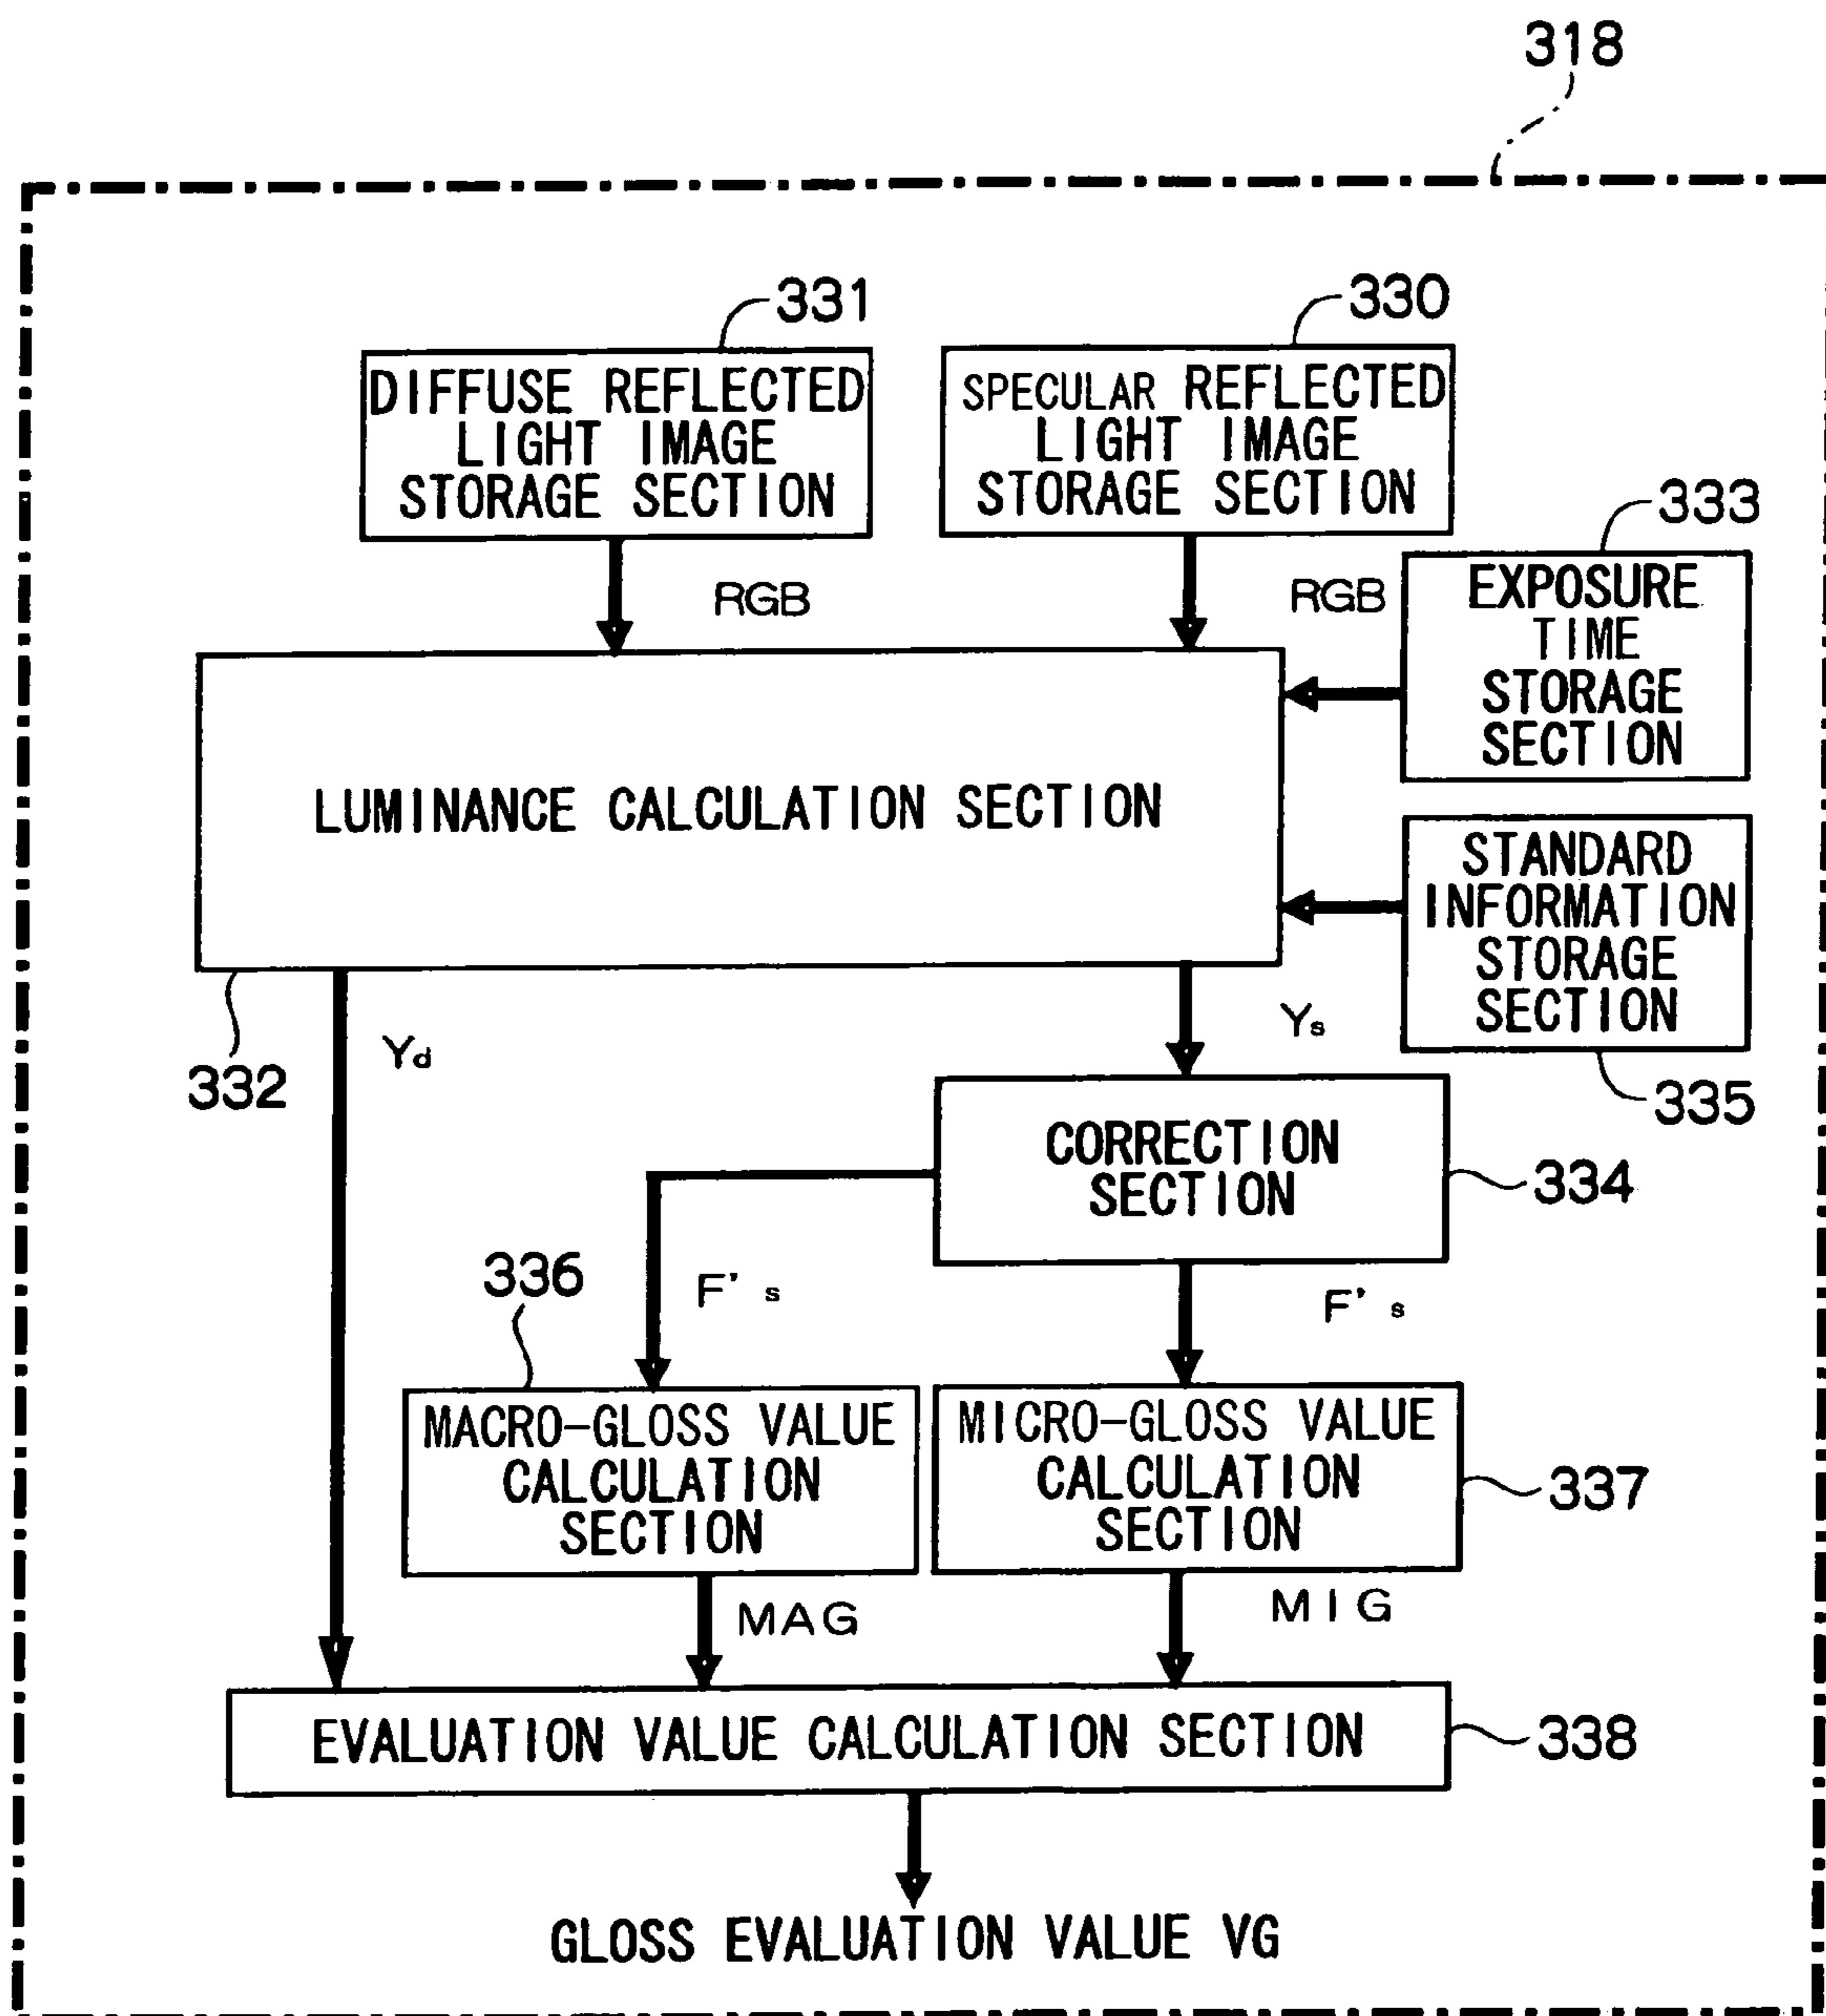 318
331
330
DIFFUSE REFLECTED
LIGHT IMAGE
STORAGE SECTION
SPECULAR REFLECTED
LIGHT IMAGE
STORAGE SECTION
333
EXPOSURE
TIME
STORAGE
SECTION
RGB
RGB
LUMINANCE CALCULATION SECTION
STANDARD
INFORMATION
STORAGE
SECTION
335
332
Yd
Ys
CORRECTION
SECTION
334
336
F's
F's
MACRO-GLOSS VALUE
CALCULATION
SECTION
MICRO-GLOSS VALUE
CALCULATION
SECTION
337
MAG
MIG
EVALUATION VALUE CALCULATION SECTION
338
GLOSS EVALUATION VALUE VG